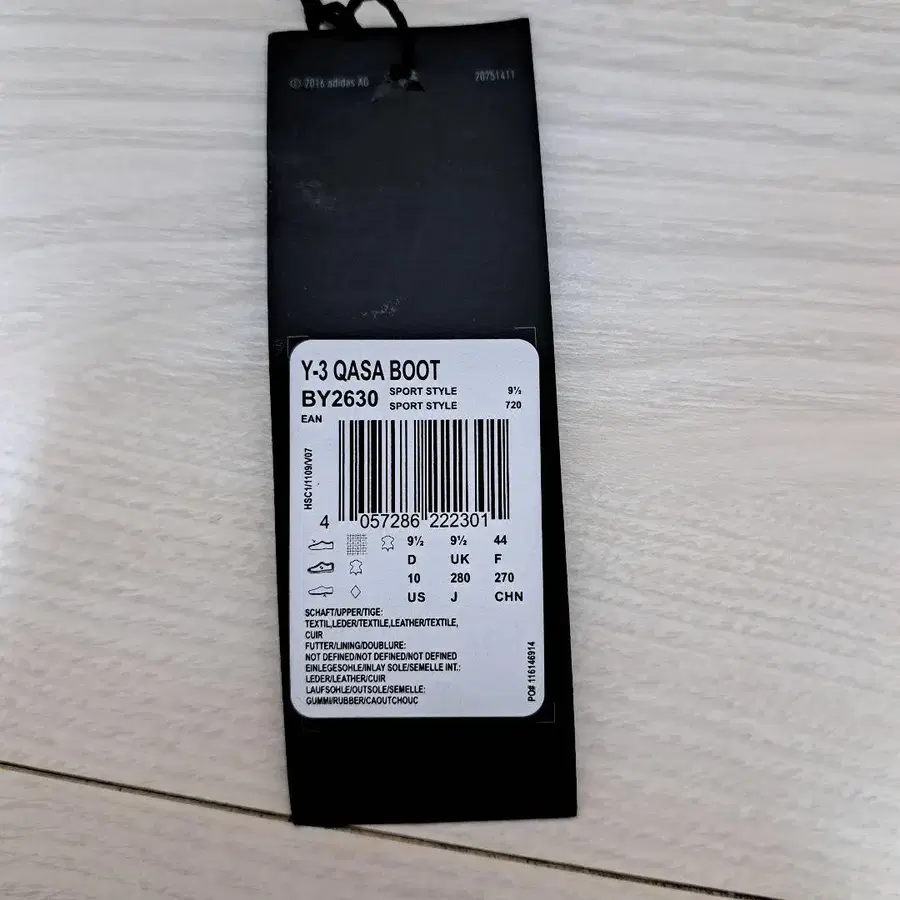 © 2016 adidas AG
20751411
Y-3 QASA BOOT
BY2630 SPORT STYLE 9½
SPORT STYLE 720
EAN
HSC1/1109/V07
4 057286 222301
9½ 9½ 44
D UK F
10 280 270
US J CHN
SCHAFT/UPPER/TIGE:
TEXTIL,LEDER/TEXTILE,LEATHER/TEXTILE,
CUIR
FUTTER/LINING/DOUBLURE:
NOT DEFINED/NOT DEFINED/NOT DEFINED
EINLEGESOHLE/INLAY SOLE/SEMELLE INT.:
LEDER/LEATHER/CUIR
LAUFSOHLE/OUTSOLE/SEMELLE:
GUMMI/RUBBER/CAOUTCHOUC
PO# 116146914